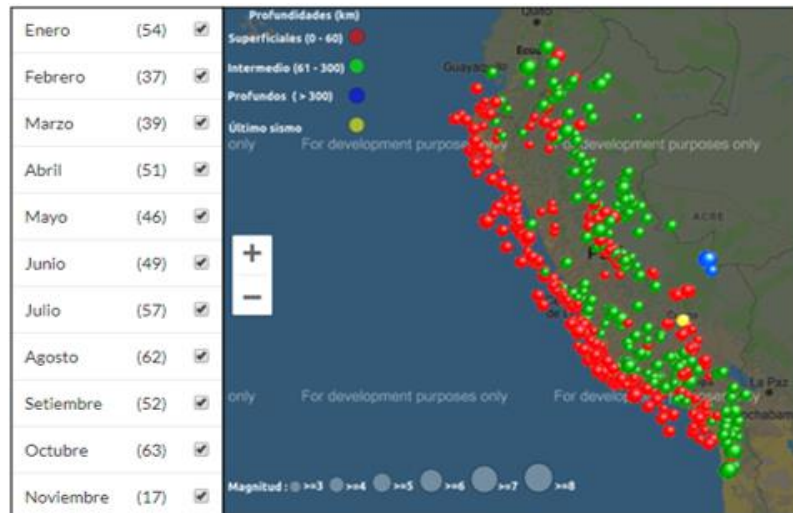 Enero (54)
Febrero (37)
Marzo (39)
Abril (51)
Mayo (46)
Junio (49)
Julio (57)
Agosto (62)
Setiembre (52)
Octubre (63)
Noviembre (17)
Profundidades (km)
Superficiales (0 - 60)
Intermedio (61 - 300)
Profundos ( > 300)
Último sismo
Quito
Guayaquil
only For development purposes only For development purposes only
ACRE
La Paz
only For development purposes only
+
−
Magnitud : >=3 >=4 >=5 >=6 >=7 >=8